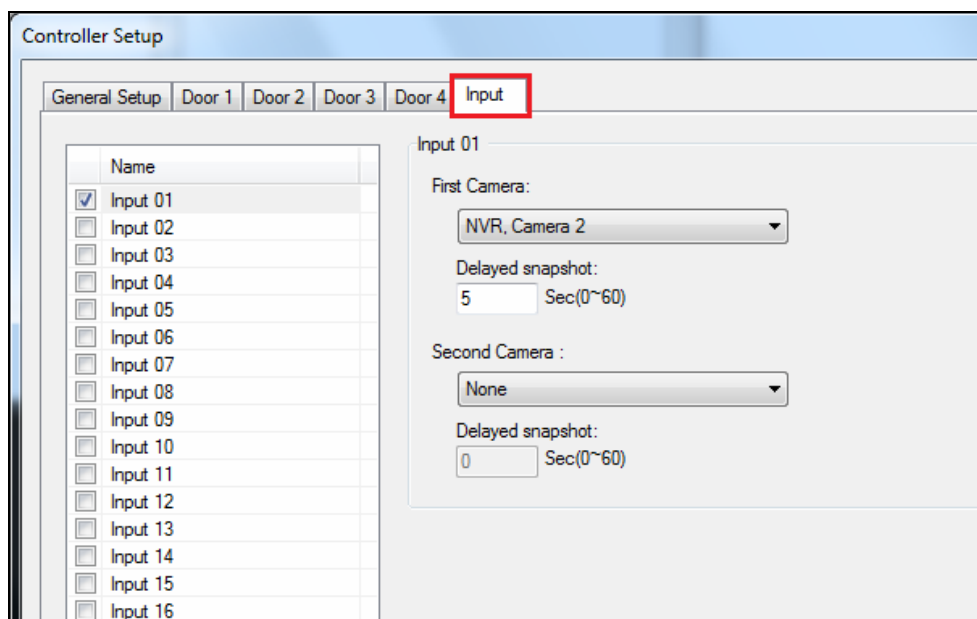 Controller Setup
General Setup Door 1 Door 2 Door 3 Door 4 Input
Name
Input 01
Input 02
Input 03
Input 04
Input 05
Input 06
Input 07
Input 08
Input 09
Input 10
Input 11
Input 12
Input 13
Input 14
Input 15
Input 16
Input 01
First Camera:
NVR, Camera 2
Delayed snapshot:
5 Sec(0~60)
Second Camera :
None
Delayed snapshot:
0 Sec(0~60)